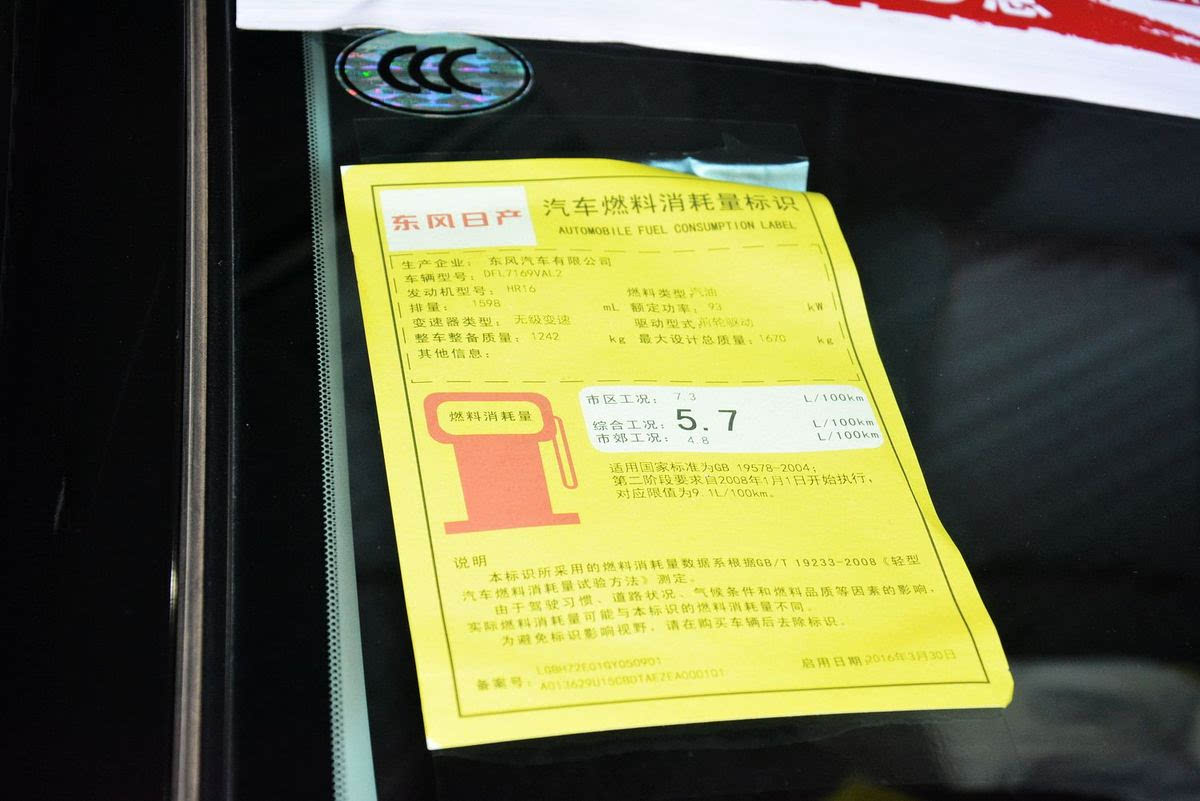 CCC
东风日产
汽车燃料消耗量标识
AUTOMOBILE FUEL CONSUMPTION LABEL
生产企业: 东风汽车有限公司
车辆型号: DFL7169VAL2
发动机型号: HR16 燃料类型: 汽油
排量: 1598 mL 额定功率: 93 kW
变速器类型: 无级变速 驱动型式: 前轮驱动
整车整备质量: 1242 kg 最大设计总质量: 1670 kg
其他信息:
燃料消耗量
市区工况: 7.3 L/100km
综合工况: 5.7 L/100km
市郊工况: 4.8 L/100km
适用国家标准为GB 19578-2004;
第二阶段要求自2008年1月1日开始执行,
对应限值为9.1L/100km。
说明
本标识所采用的燃料消耗量数据系根据GB/T 19233-2008《轻型
汽车燃料消耗量试验方法》测定。
由于驾驶习惯、道路状况、气候条件和燃料品质等因素的影响,
实际燃料消耗量可能与本标识的燃料消耗量不同。
为避免标识影响视野, 请在购买车辆后去除标识。
备案号: 启用日期: 2016年3月30日